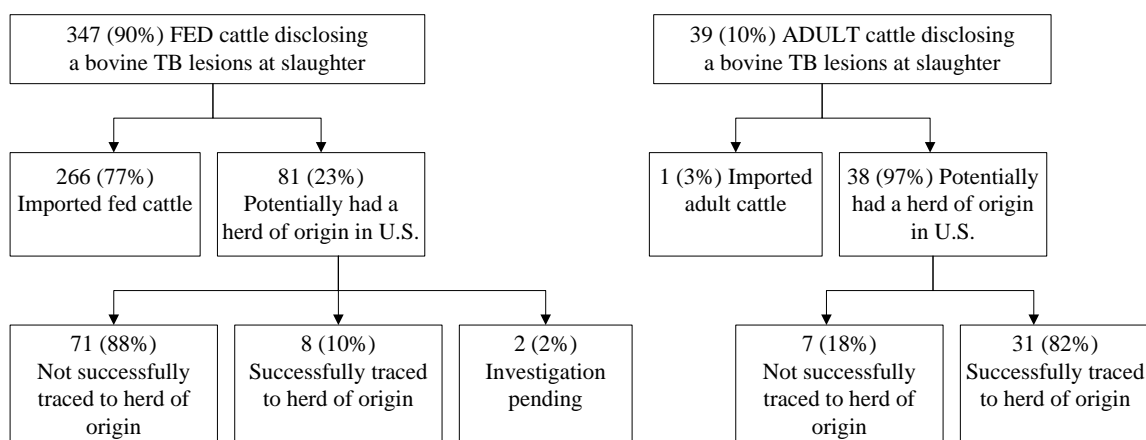 347 (90%) FED cattle disclosing
a bovine TB lesions at slaughter
39 (10%) ADULT cattle disclosing
a bovine TB lesions at slaughter
266 (77%)
Imported fed cattle
81 (23%)
Potentially had a
herd of origin in U.S.
1 (3%) Imported
adult cattle
38 (97%) Potentially
had a herd of origin
in U.S.
71 (88%)
Not successfully
traced to herd of
origin
8 (10%)
Successfully traced
to herd of origin
2 (2%)
Investigation
pending
7 (18%)
Not successfully
traced to herd of
origin
31 (82%)
Successfully traced
to herd of origin